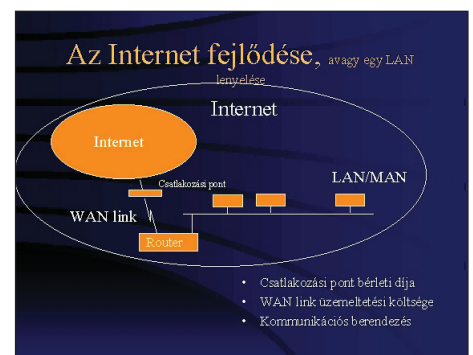 Az Internet fejlődése, avagy egy LAN
lenyelése
Internet
Internet
Csatlakozási pont
LAN/MAN
WAN link
Router
• Csatlakozási pont bérleti díja
• WAN link üzemeltetési költsége
• Kommunikációs berendezés